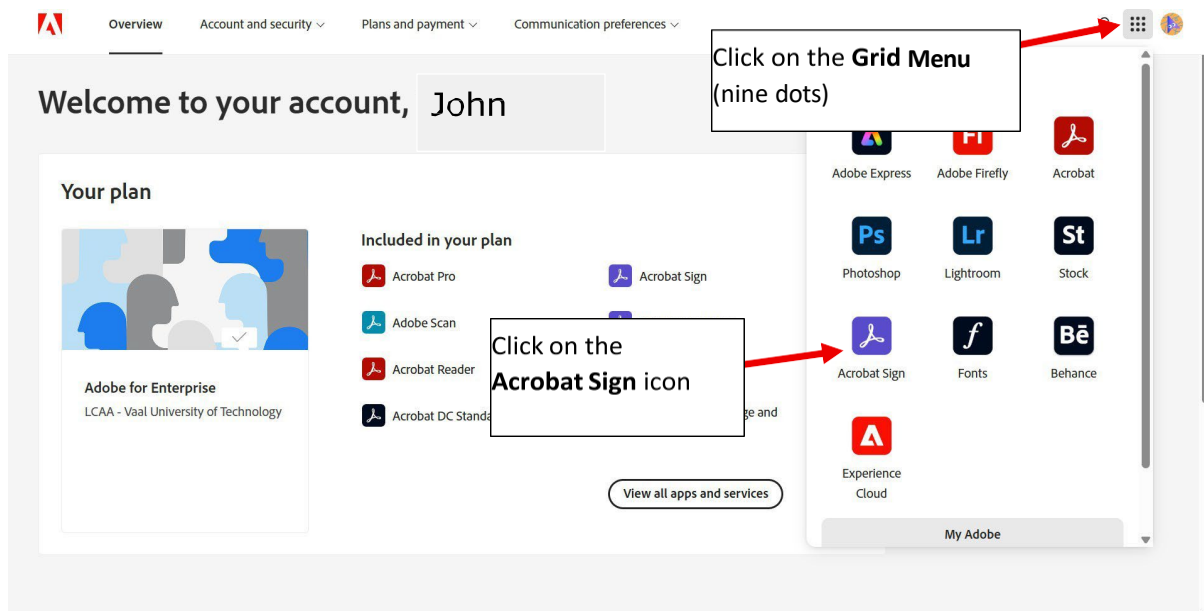 Overview Account and security Plans and payment Communication preferences
Click on the Grid Menu
(nine dots)
Welcome to your account, John
Your plan
Included in your plan
Acrobat Pro Acrobat Sign
Adobe Scan
Acrobat Reader
Acrobat DC
Click on the
Acrobat Sign icon
Adobe for Enterprise
LCAA - Vaal University of Technology
and
View all apps and services
Fl
Adobe Express Adobe Firefly Acrobat
Ps Lr St
Photoshop Lightroom Stock
f Bē
Acrobat Sign Fonts Behance
Experience
Cloud
My Adobe